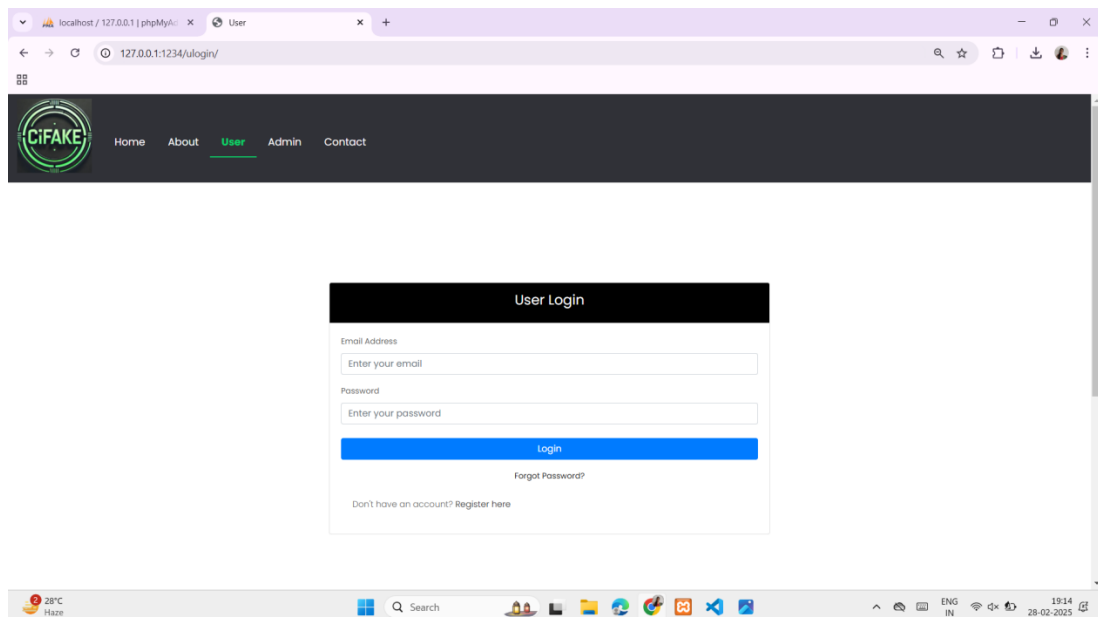 localhost / 127.0.0.1 | phpMyAd
User
127.0.0.1:1234/ulogin/
CiFAKE
Home About User Admin Contact
User Login
Email Address
Enter your email
Password
Enter your password
Login
Forgot Password?
Don't have an account? Register here
2
28°C
Haze
Search
ENG
IN
19:14
28-02-2025